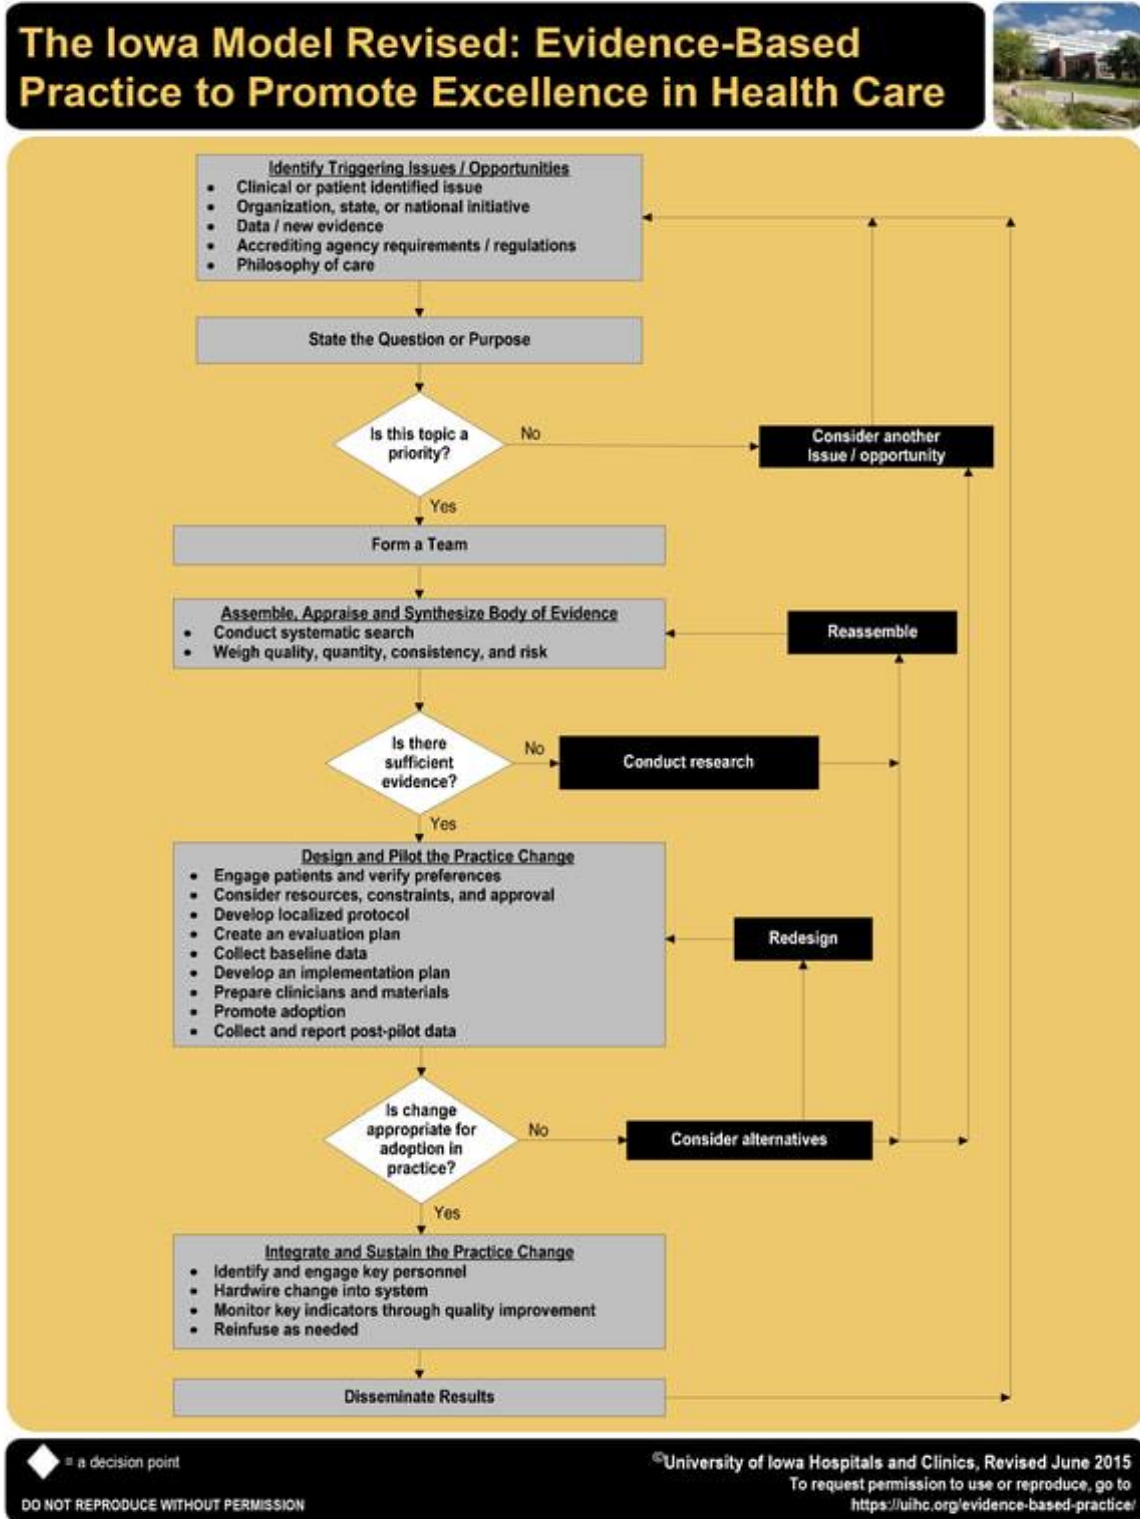 The Iowa Model Revised: Evidence-Based
Practice to Promote Excellence in Health Care
Identify Triggering Issues / Opportunities
• Clinical or patient identified issue
• Organization, state, or national initiative
• Data / new evidence
• Accrediting agency requirements / regulations
• Philosophy of care
State the Question or Purpose
Is this topic a
priority?
No
Consider another
Issue / opportunity
Yes
Form a Team
Assemble, Appraise and Synthesize Body of Evidence
• Conduct systematic search
• Weigh quality, quantity, consistency, and risk
Reassemble
Is there
sufficient
evidence?
No
Conduct research
Yes
Design and Pilot the Practice Change
• Engage patients and verify preferences
• Consider resources, constraints, and approval
• Develop localized protocol
• Create an evaluation plan
• Collect baseline data
• Develop an implementation plan
• Prepare clinicians and materials
• Promote adoption
• Collect and report post-pilot data
Redesign
Is change
appropriate for
adoption in
practice?
No
Consider alternatives
Yes
Integrate and Sustain the Practice Change
• Identify and engage key personnel
• Hardwire change into system
• Monitor key indicators through quality improvement
• Reinfuse as needed
Disseminate Results
= a decision point
DO NOT REPRODUCE WITHOUT PERMISSION
©University of Iowa Hospitals and Clinics, Revised June 2015
To request permission to use or reproduce, go to
https://uihc.org/evidence-based-practice/